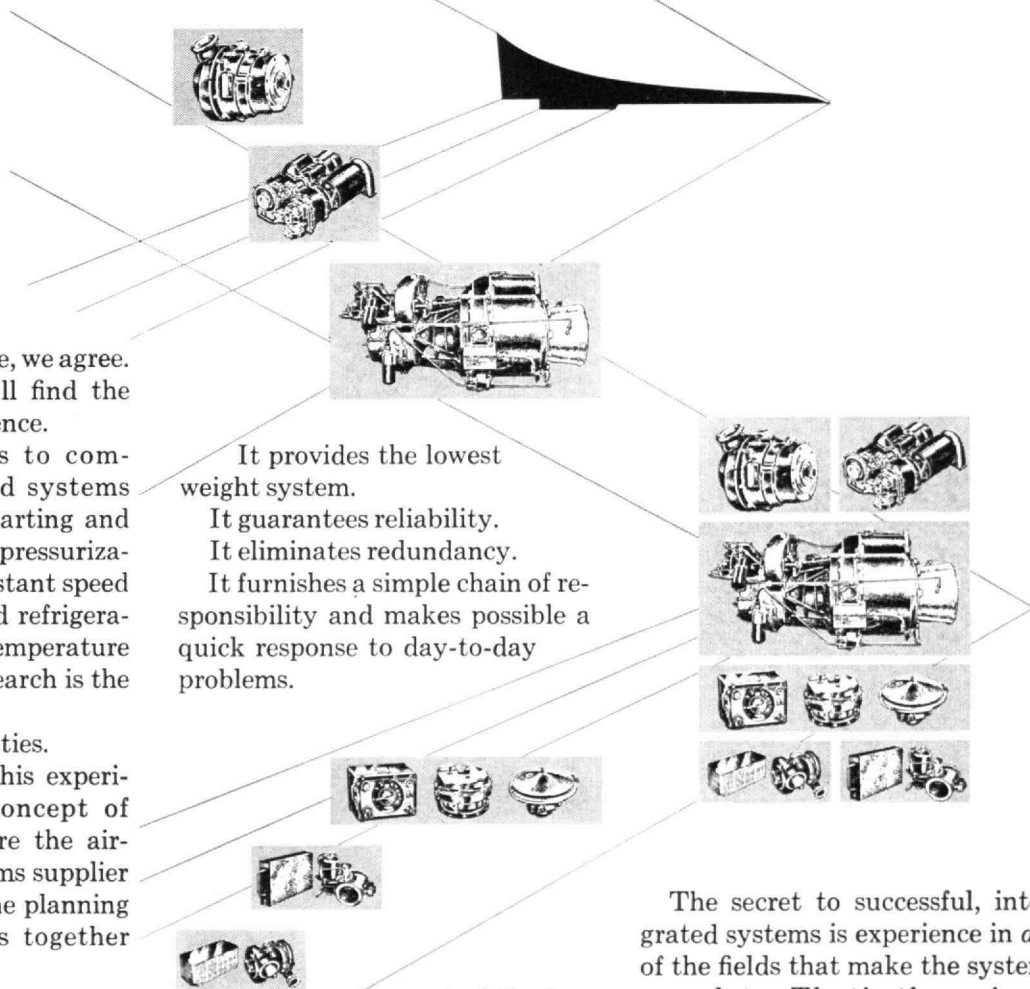 e, we agree.
ll find the
ence.
s to com-
d systems
arting and
pressuriza-
stant speed
d refrigera-
emperature
earch is the
ties.
his experi-
oncept of
re the air-
ms supplier
ne planning
s together
It provides the lowest
weight system.
It guarantees reliability.
It eliminates redundancy.
It furnishes a simple chain of re-
sponsibility and makes possible a
quick response to day-to-day
problems.
The secret to successful, inte
grated systems is experience in a
of the fields that make the system